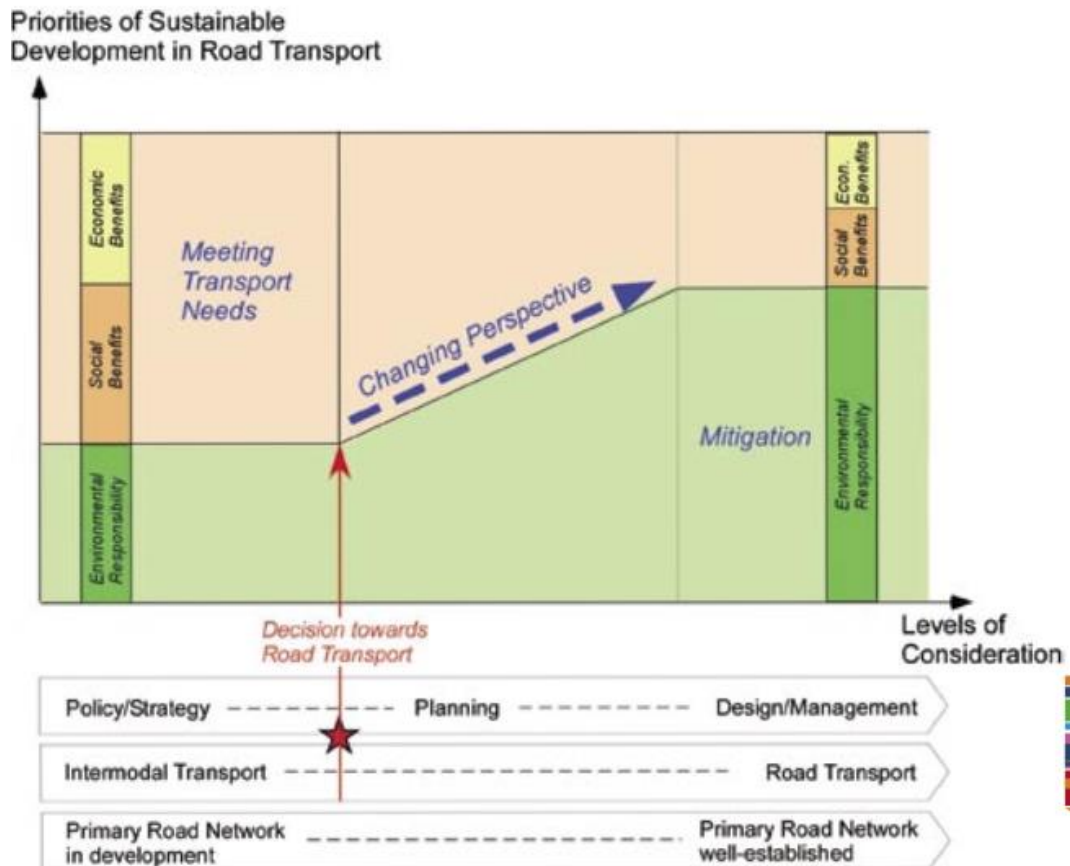 Priorities of Sustainable
Development in Road Transport
Economic
Benefits
Social
Benefits
Environmental
Responsibility
Meeting
Transport
Needs
Changing Perspective
Mitigation
Econ.
Benefits
Social
Benefits
Environmental
Responsibility
Decision towards
Road Transport
Levels of
Consideration
Policy/Strategy
Planning
Design/Management
Intermodal Transport
Road Transport
Primary Road Network
in development
Primary Road Network
well-established